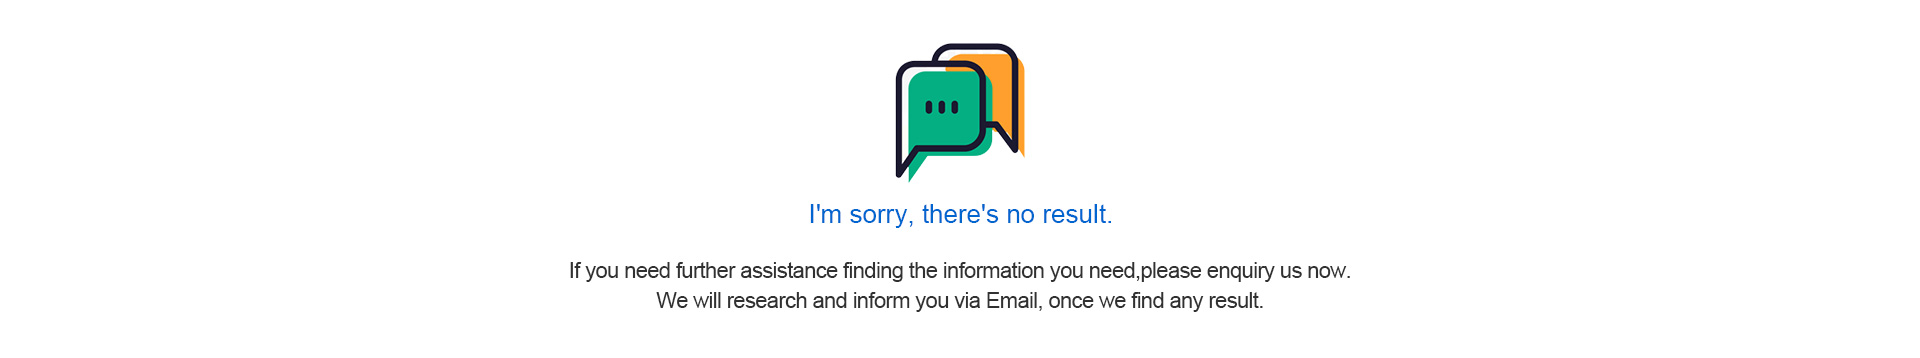 I'm sorry, there's no result.
If you need further assistance finding the information you need,please enquiry us now.
We will research and inform you via Email, once we find any result.